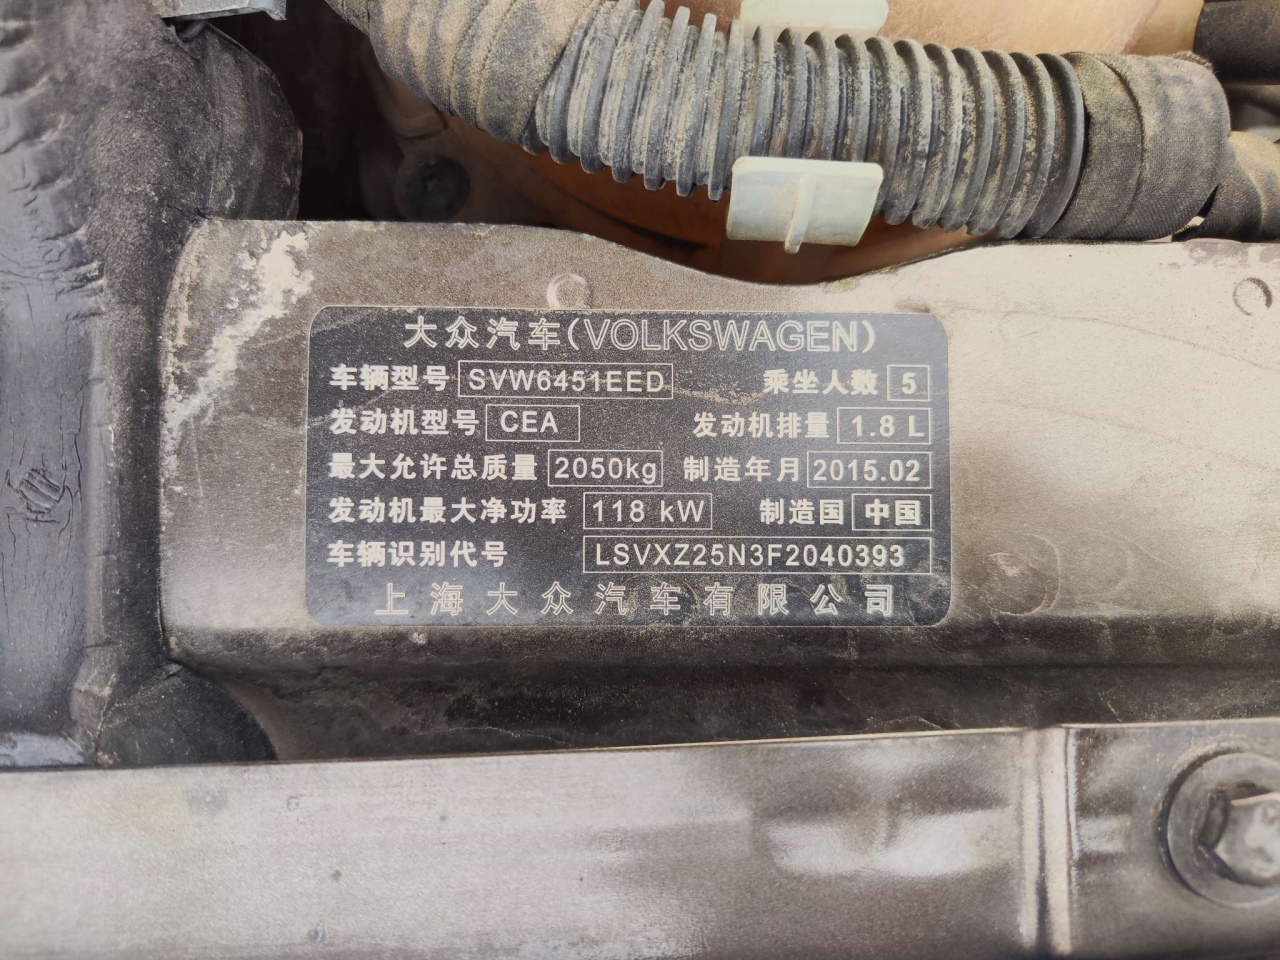 大众汽车(VOLKSWAGEN)
车辆型号 SVW6451EED 乘坐人数 5
发动机型号 CEA 发动机排量 1.8 L
最大允许总质量 2050kg 制造年月 2015.02
发动机最大净功率 118 kW 制造国 中国
车辆识别代号 LSVXZ25N3F2040393
上海大众汽车有限公司